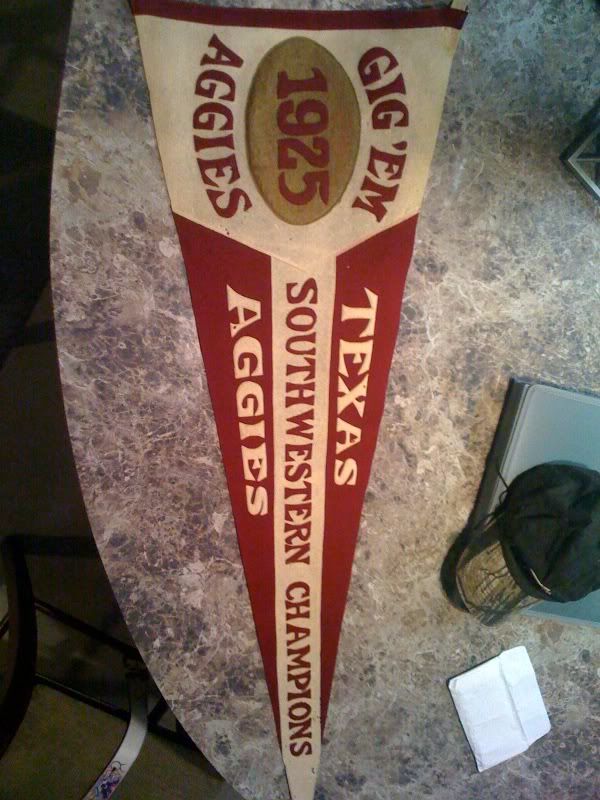 GIG 'EM
1925
AGGIES
TEXAS
SOUTHWESTERN CHAMPIONS
AGGIES